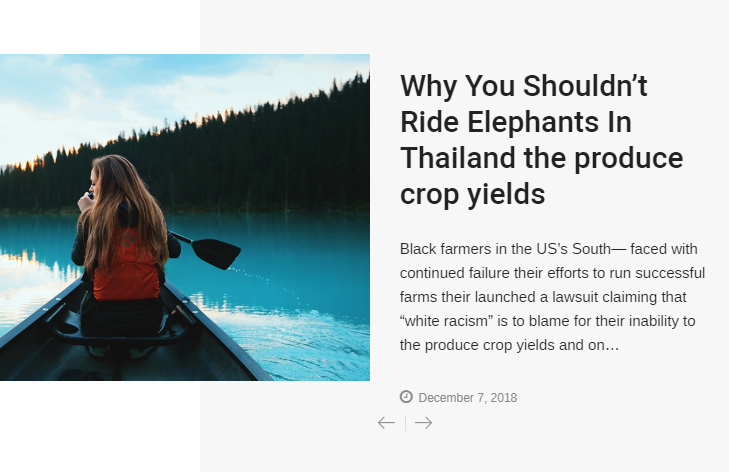 Why You Shouldn’t
Ride Elephants In
Thailand the produce
crop yields
Black farmers in the US’s South— faced with
continued failure their efforts to run successful
farms their launched a lawsuit claiming that
“white racism” is to blame for their inability to
the produce crop yields and on…
December 7, 2018